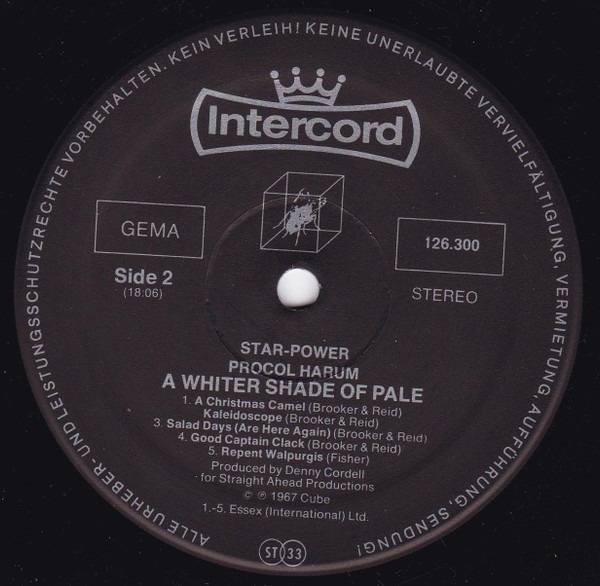 ALLE URHEBER- UND LEISTUNGSSCHUTZRECHTE VORBEHALTEN. KEIN VERLEIH! KEINE UNERLAUBTE VERVIELFÄLTIGUNG, VERMIETUNG, AUFFÜHRUNG, SENDUNG!
Intercord
GEMA
126.300
Side 2
(18:06)
STEREO
STAR-POWER
PROCOL HARUM
A WHITER SHADE OF PALE
1. A Christmas Camel (Brooker & Reid)
Kaleidoscope (Brooker & Reid)
3. Salad Days (Are Here Again) (Brooker & Reid)
4. Good Captain Clack (Brooker & Reid)
5. Repent Walpurgis (Fisher)
Produced by Denny Cordell
- for Straight Ahead Productions
© ℗ 1967 Cube
1.-5. Essex (International) Ltd.
ST 33